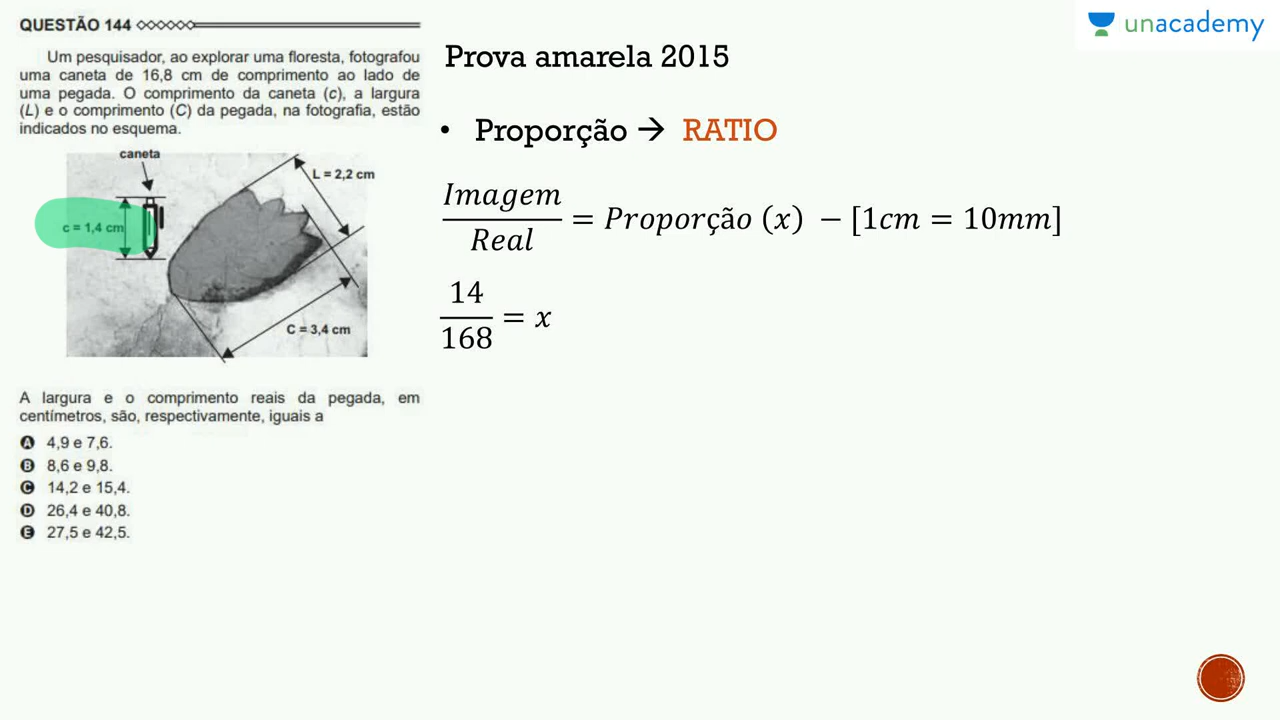 QUESTÃO 144
Um pesquisador, ao explorar uma floresta, fotografou
uma caneta de 16,8 cm de comprimento ao lado de
uma pegada. O comprimento da caneta (c), a largura
(L) e o comprimento (C) da pegada, na fotografia, estão
indicados no esquema.
caneta
L = 2,2 cm
c = 1,4 cm
C = 3,4 cm
A largura e o comprimento reais da pegada, em
centímetros, são, respectivamente, iguais a
A 4,9 e 7,6.
B 8,6 e 9,8.
C 14,2 e 15,4.
D 26,4 e 40,8.
E 27,5 e 42,5.
unacademy
Prova amarela 2015
• Proporção → RATIO
Imagem
Real
= Proporção (x) − [1cm = 10mm]
14
168
= x